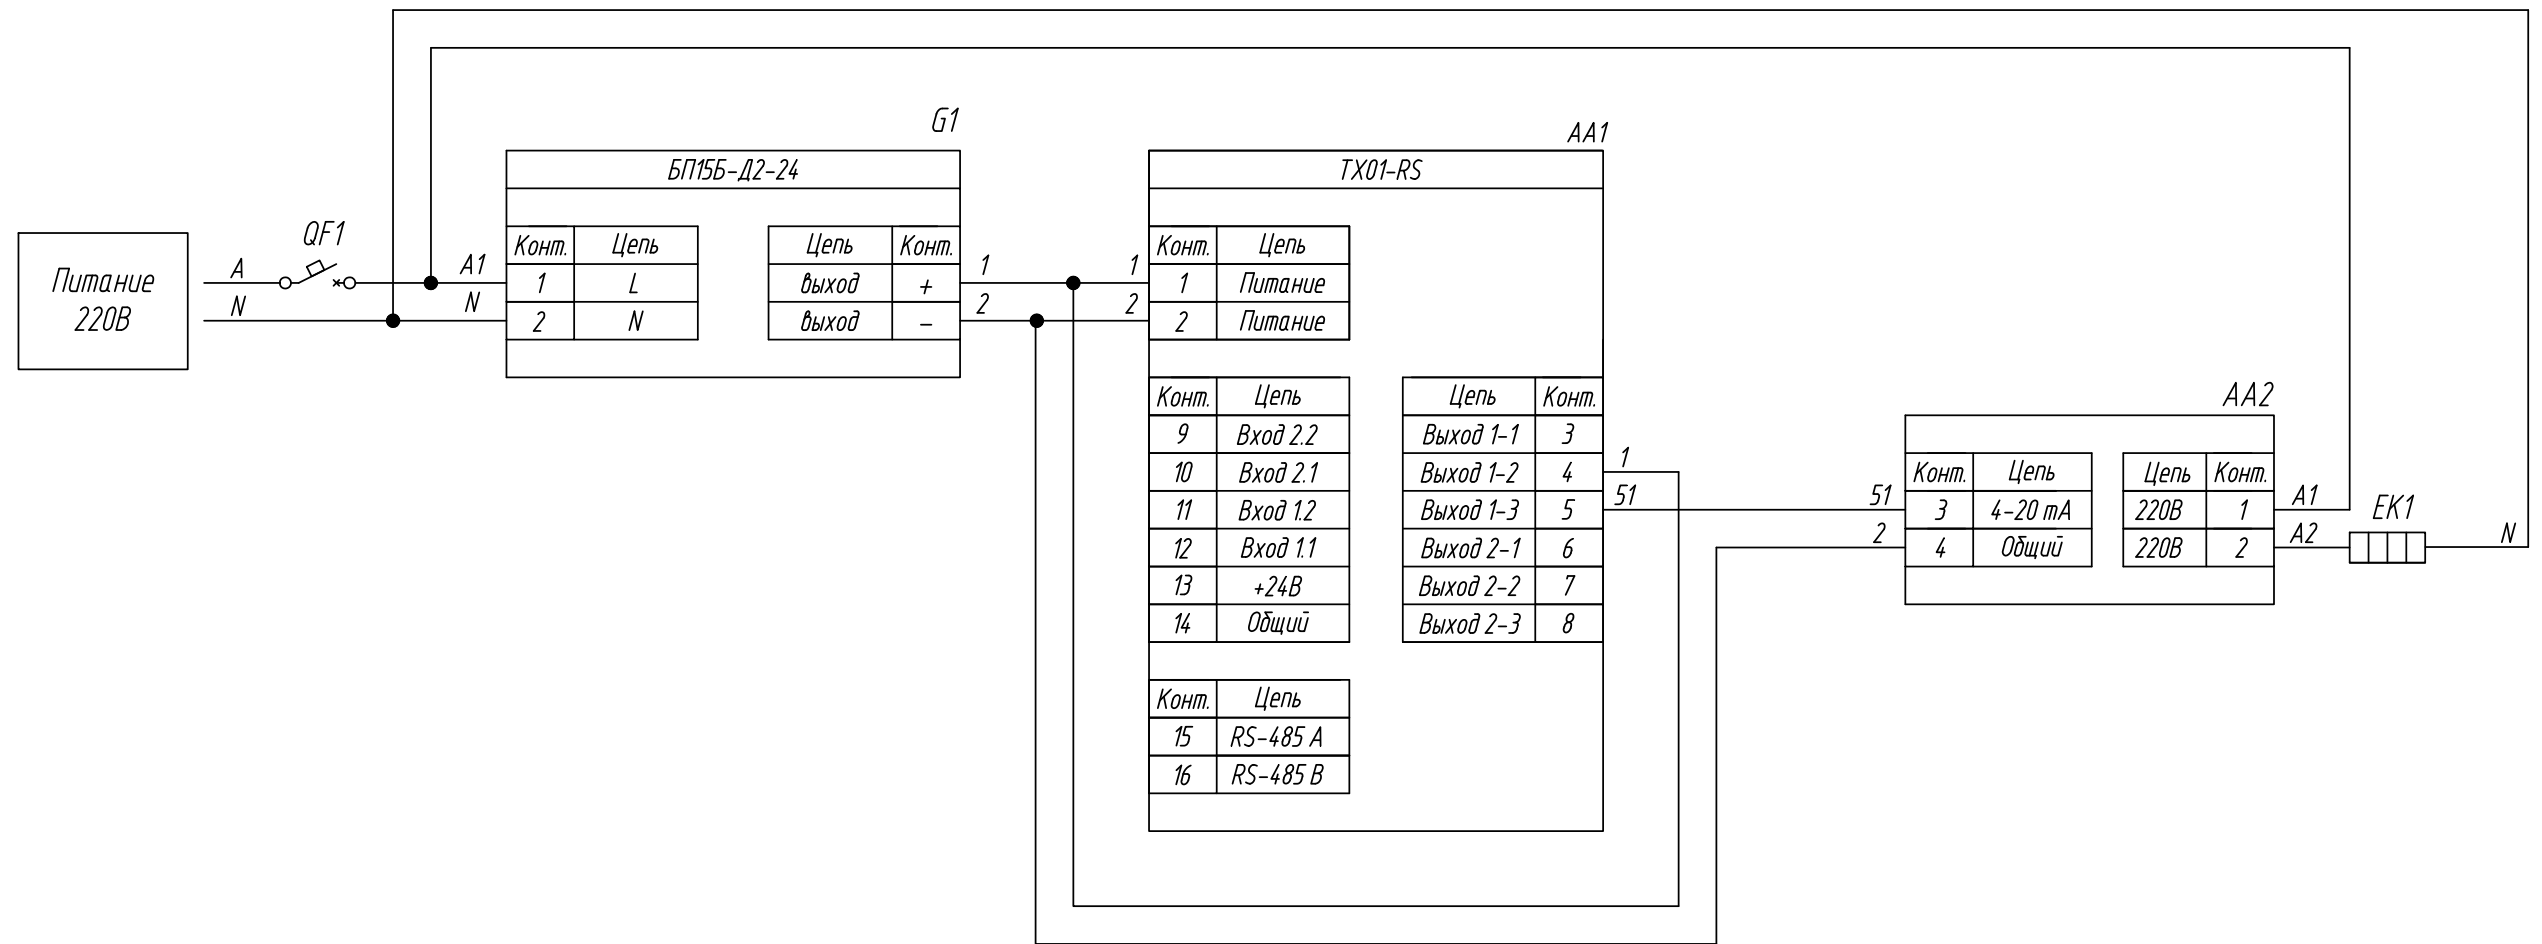 Питание
220В
A
N
QF1
A1
N
G1
БП15Б-Д2-24
Конт. Цепь
1 L
2 N
Цепь Конт.
выход +
выход -
1
2
1
2
AA1
ТХ01-RS
Конт. Цепь
1 Питание
2 Питание
Конт. Цепь
9 Вход 2.2
10 Вход 2.1
11 Вход 1.2
12 Вход 1.1
13 +24В
14 Общий
Цепь Конт.
Выход 1-1 3
Выход 1-2 4
Выход 1-3 5
Выход 2-1 6
Выход 2-2 7
Выход 2-3 8
Конт. Цепь
15 RS-485 A
16 RS-485 B
1
51
51
2
AA2
Конт. Цепь
3 4-20 mA
4 Общий
Цепь Конт.
220В 1
220В 2
A1
A2
EK1
N